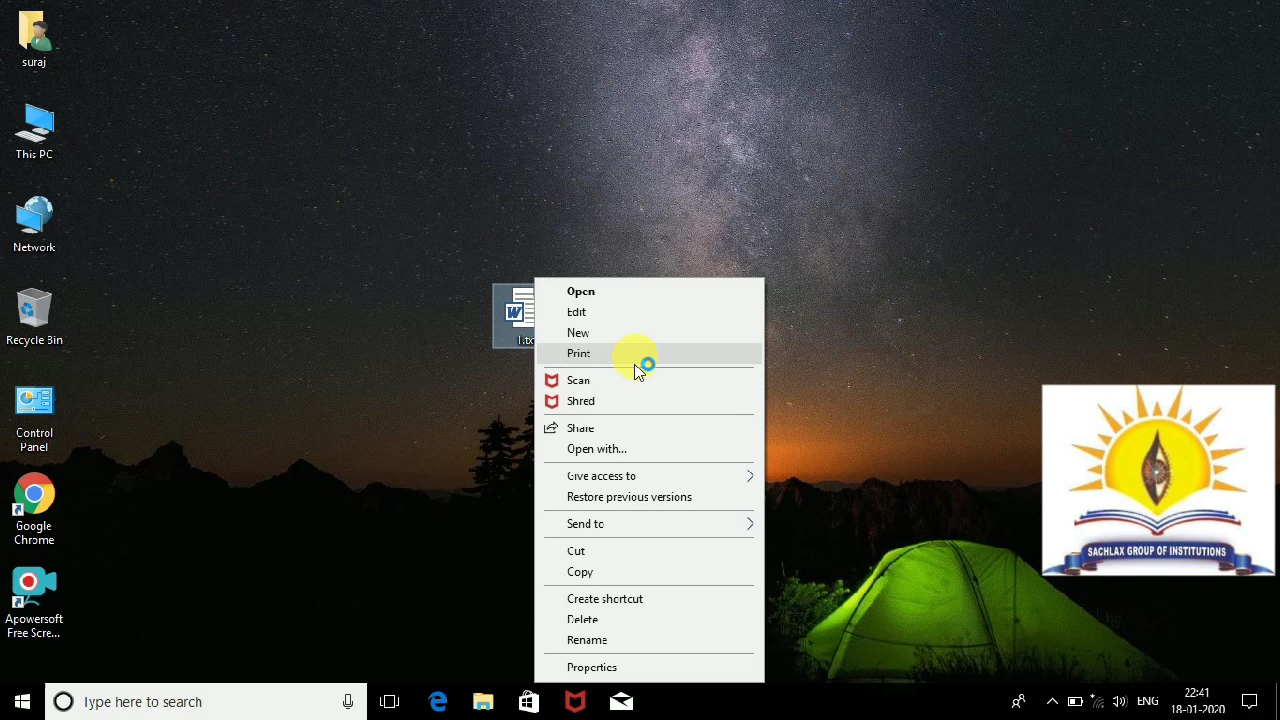 suraj
This PC
Network
Recycle Bin
Control
Panel
Google
Chrome
Apowersoft
Free Scre...
W
1.tx
Open
Edit
New
Print
Scan
Shred
Share
Open with...
Give access to
Restore previous versions
Send to
Cut
Copy
Create shortcut
Delete
Rename
Properties
SACHLAX GROUP OF INSTITUTIONS
Type here to search
ENG
22:41
18-01-2020